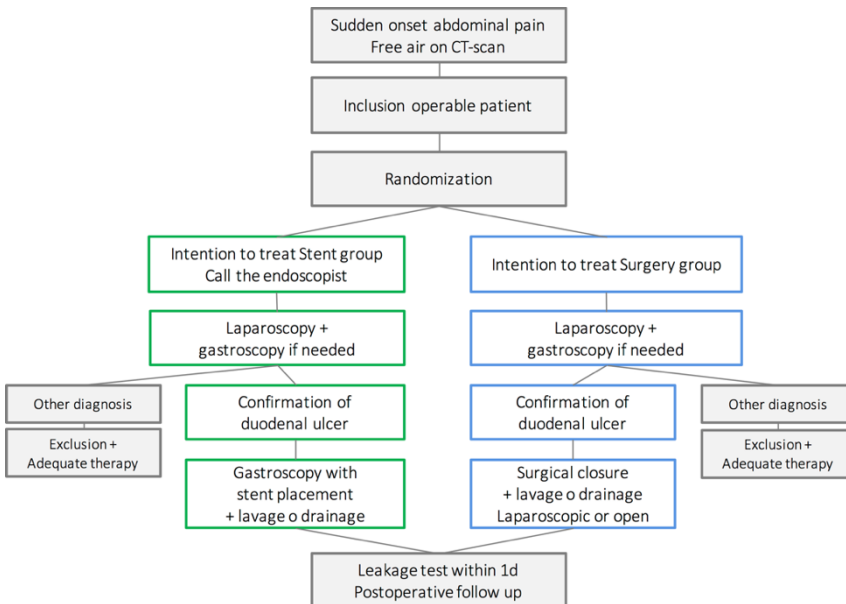 Sudden onset abdominal pain
Free air on CT-scan
Inclusion operable patient
Randomization
Intention to treat Stent group
Call the endoscopist
Intention to treat Surgery group
Laparoscopy +
gastroscopy if needed
Laparoscopy +
gastroscopy if needed
Other diagnosis
Confirmation of
duodenal ulcer
Confirmation of
duodenal ulcer
Other diagnosis
Exclusion +
Adequate therapy
Gastroscopy with
stent placement
+ lavage o drainage
Surgical closure
+ lavage o drainage
Laparoscopic or open
Exclusion +
Adequate therapy
Leakage test within 1d
Postoperative follow up